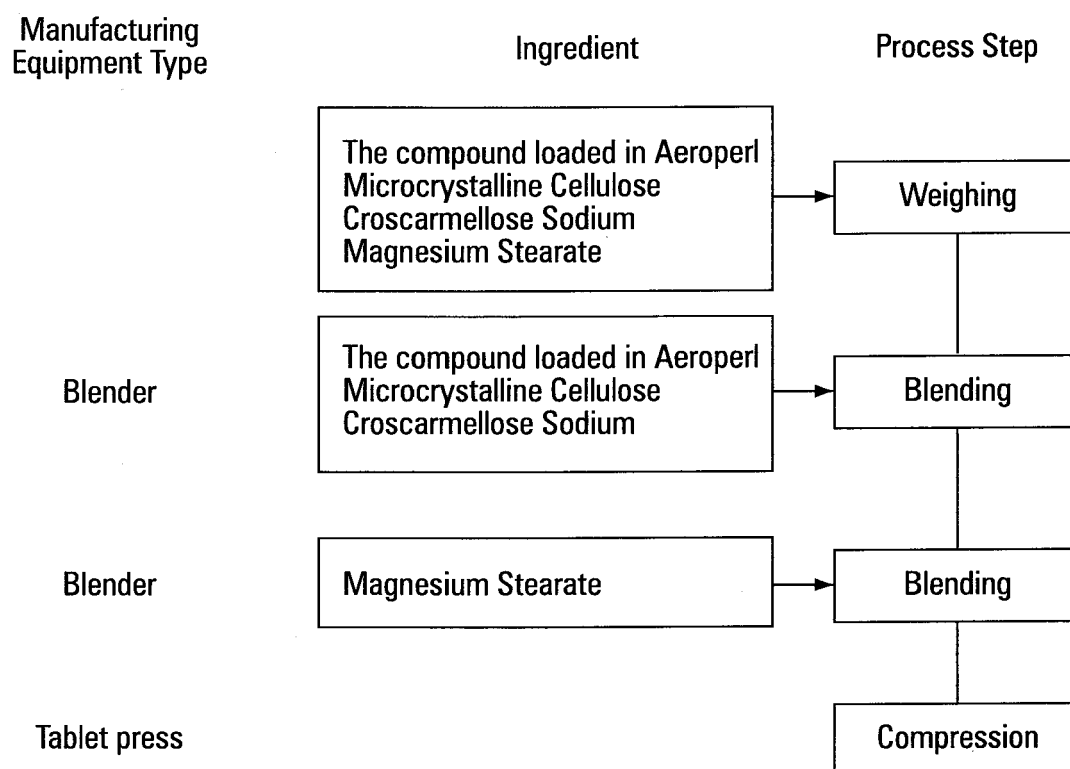 Manufacturing
Equipment Type
Ingredient
Process Step
The compound loaded in Aeroperl
Microcrystalline Cellulose
Croscarmellose Sodium
Magnesium Stearate
Weighing
Blender
The compound loaded in Aeroperl
Microcrystalline Cellulose
Croscarmellose Sodium
Blending
Blender
Magnesium Stearate
Blending
Tablet press
Compression